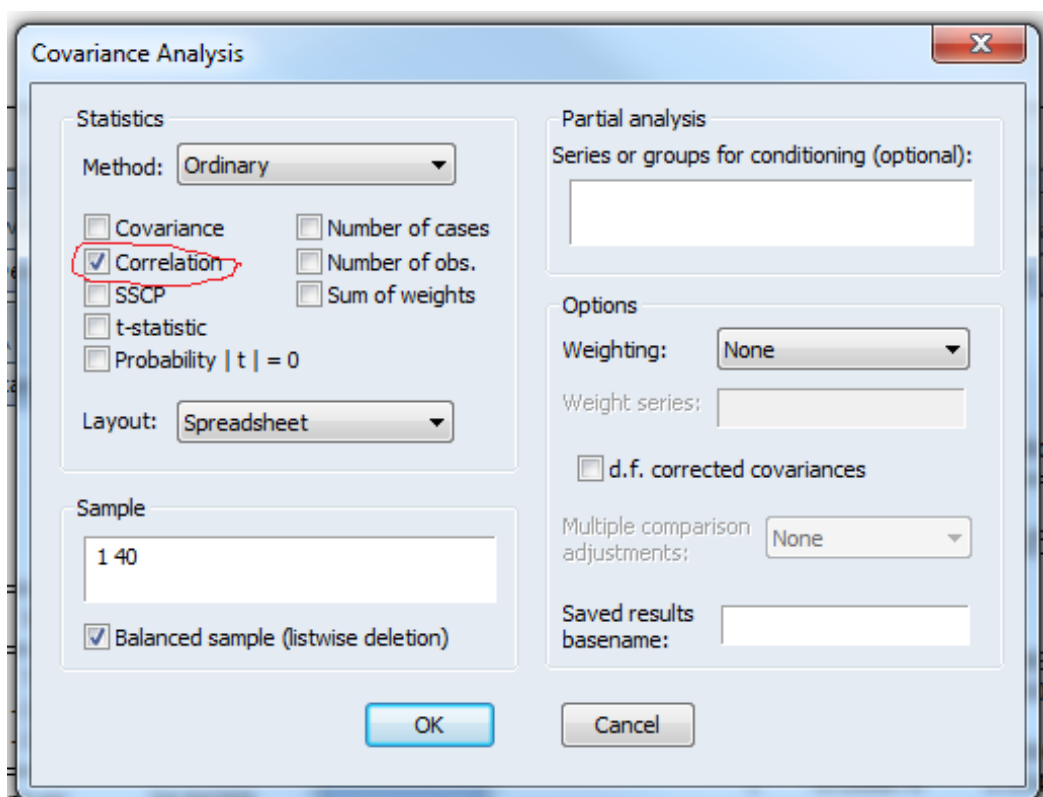 Covariance Analysis
Statistics
Method: Ordinary
Covariance
Number of cases
Correlation
Number of obs.
SSCP
Sum of weights
t-statistic
Probability | t | = 0
Layout: Spreadsheet
Sample
1 40
Balanced sample (listwise deletion)
Partial analysis
Series or groups for conditioning (optional):
Options
Weighting: None
Weight series:
d.f. corrected covariances
Multiple comparison
adjustments:
None
Saved results
basename:
OK
Cancel